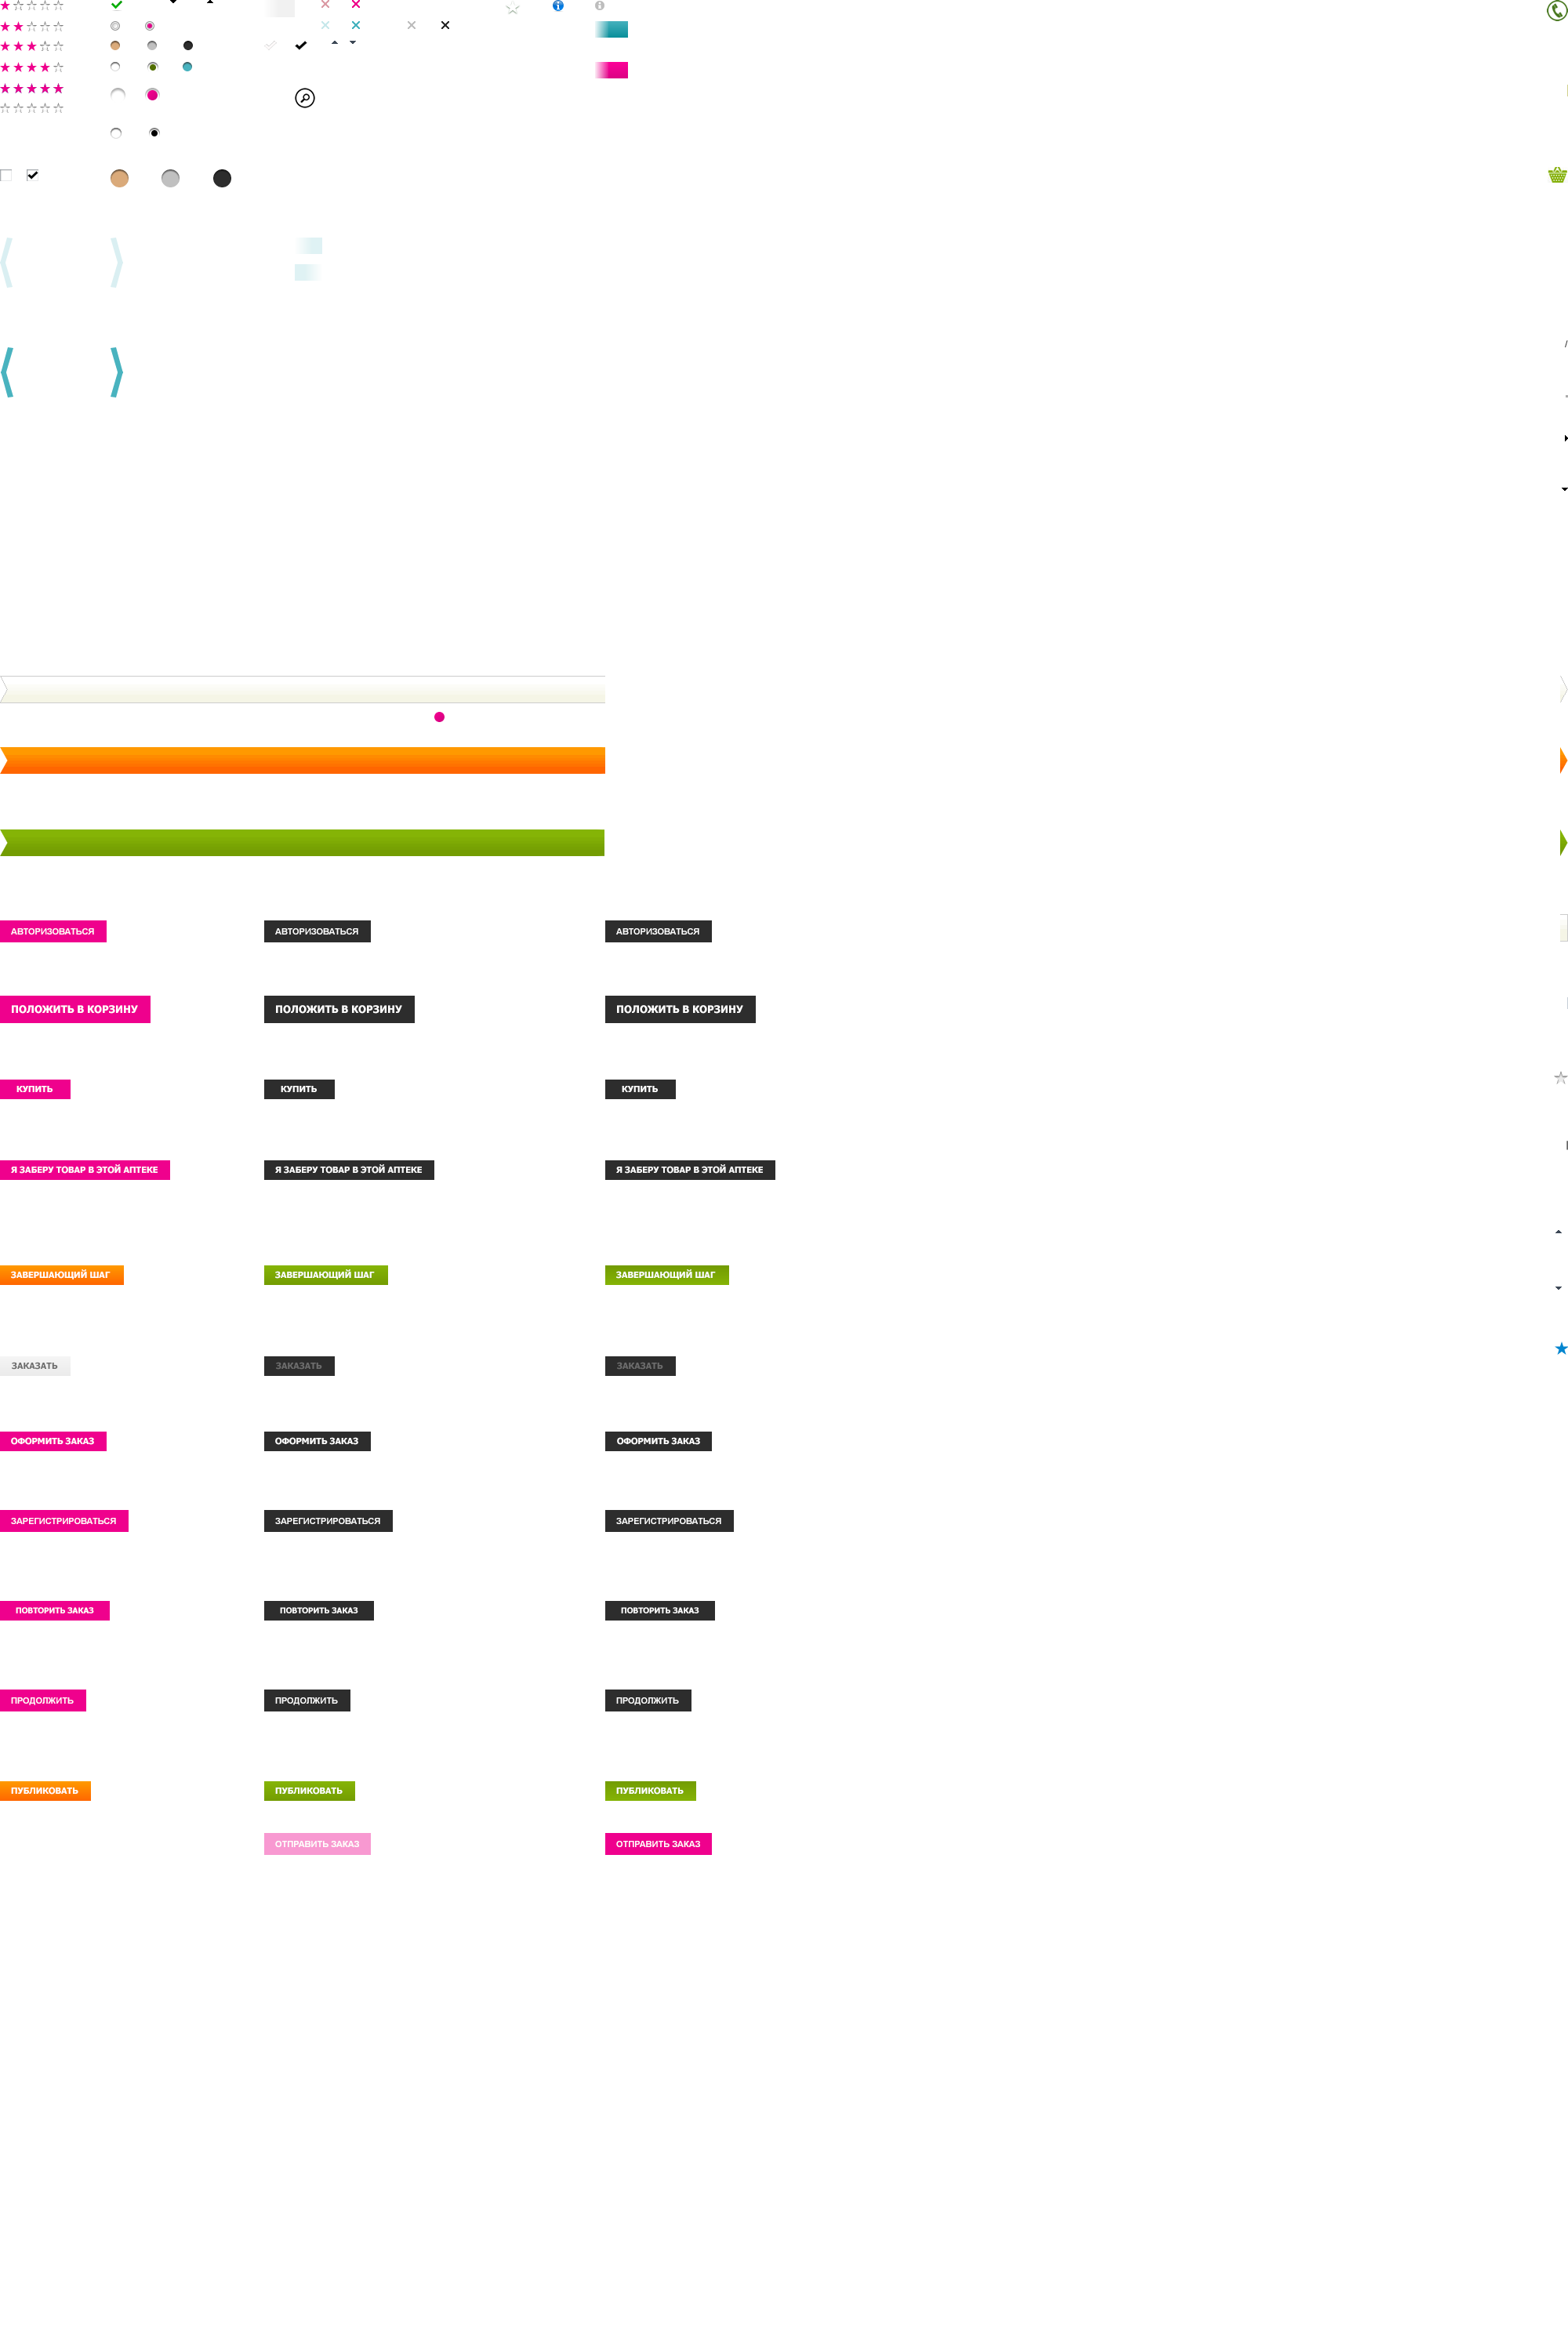 АВТОРИЗОВАТЬСЯ АВТОРИЗОВАТЬСЯ АВТОРИЗОВАТЬСЯ
ПОЛОЖИТЬ В КОРЗИНУ ПОЛОЖИТЬ В КОРЗИНУ ПОЛОЖИТЬ В КОРЗИНУ
КУПИТЬ КУПИТЬ КУПИТЬ
Я ЗАБЕРУ ТОВАР В ЭТОЙ АПТЕКЕ Я ЗАБЕРУ ТОВАР В ЭТОЙ АПТЕКЕ Я ЗАБЕРУ ТОВАР В ЭТОЙ АПТЕКЕ
ЗАВЕРШАЮЩИЙ ШАГ ЗАВЕРШАЮЩИЙ ШАГ ЗАВЕРШАЮЩИЙ ШАГ
ЗАКАЗАТЬ ЗАКАЗАТЬ ЗАКАЗАТЬ
ОФОРМИТЬ ЗАКАЗ ОФОРМИТЬ ЗАКАЗ ОФОРМИТЬ ЗАКАЗ
ЗАРЕГИСТРИРОВАТЬСЯ ЗАРЕГИСТРИРОВАТЬСЯ ЗАРЕГИСТРИРОВАТЬСЯ
ПОВТОРИТЬ ЗАКАЗ ПОВТОРИТЬ ЗАКАЗ ПОВТОРИТЬ ЗАКАЗ
ПРОДОЛЖИТЬ ПРОДОЛЖИТЬ ПРОДОЛЖИТЬ
ПУБЛИКОВАТЬ ПУБЛИКОВАТЬ ПУБЛИКОВАТЬ
ОТПРАВИТЬ ЗАКАЗ ОТПРАВИТЬ ЗАКАЗ